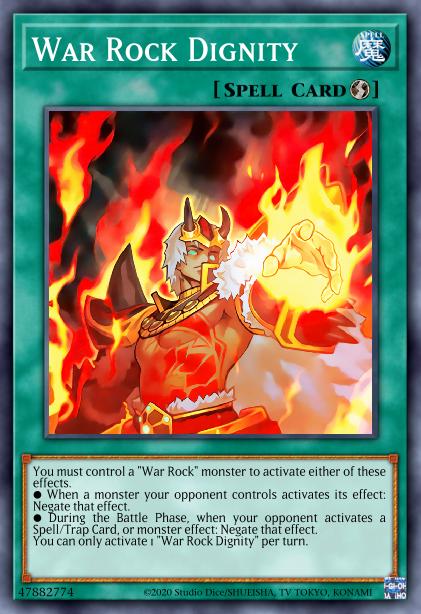 War Rock Dignity
SPELL
魔
[Spell Card]
You must control a "War Rock" monster to activate either of these
effects.
● When a monster your opponent controls activates its effect:
Negate that effect.
● During the Battle Phase, when your opponent activates a
Spell/Trap Card, or monster effect: Negate that effect.
You can only activate 1 "War Rock Dignity" per turn.
47882774
©2020 Studio Dice/SHUEISHA, TV TOKYO, KONAMI